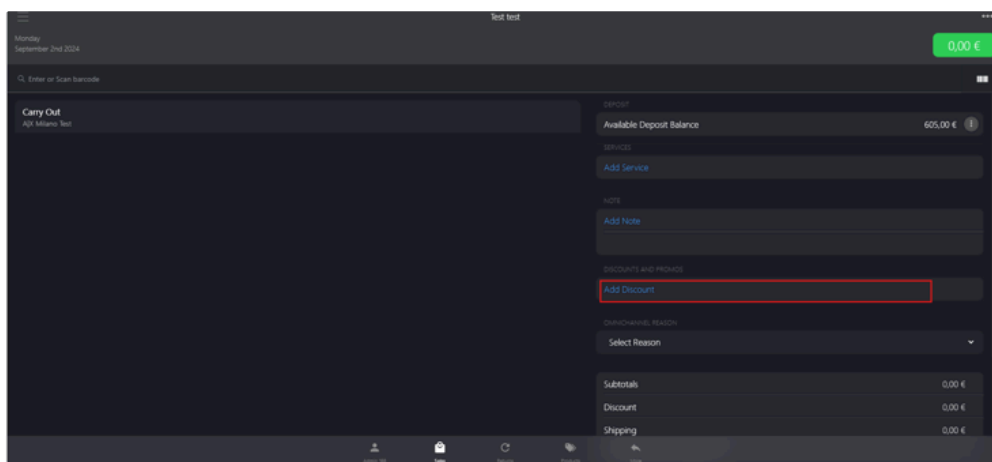 Test test
Monday
September 2nd 2024
0,00 €
Enter or Scan barcode
Carry Out
AJX Milano Test
DEPOSIT
Available Deposit Balance 605,00 €
SERVICES
Add Service
NOTE
Add Note
DISCOUNTS AND PROMOS
Add Discount
OMNICHANNEL REASON
Select Reason
Subtotals 0,00 €
Discount 0,00 €
Shipping 0,00 €
Sales